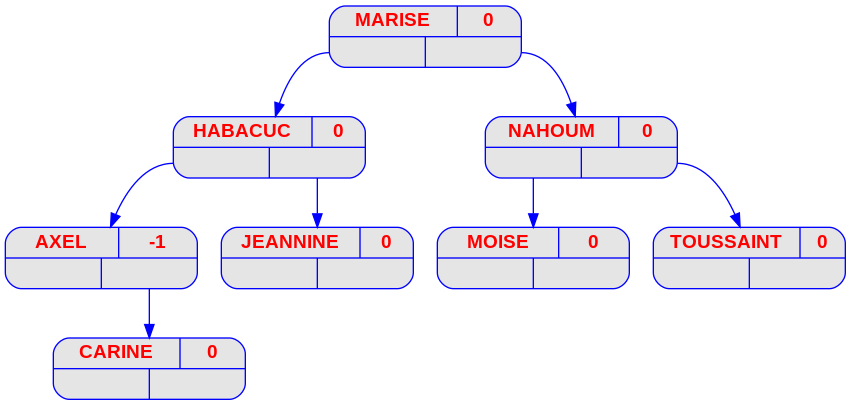 MARISE 0
HABACUC 0
NAHOUM 0
AXEL -1
JEANNINE 0
MOISE 0
TOUSSAINT 0
CARINE 0